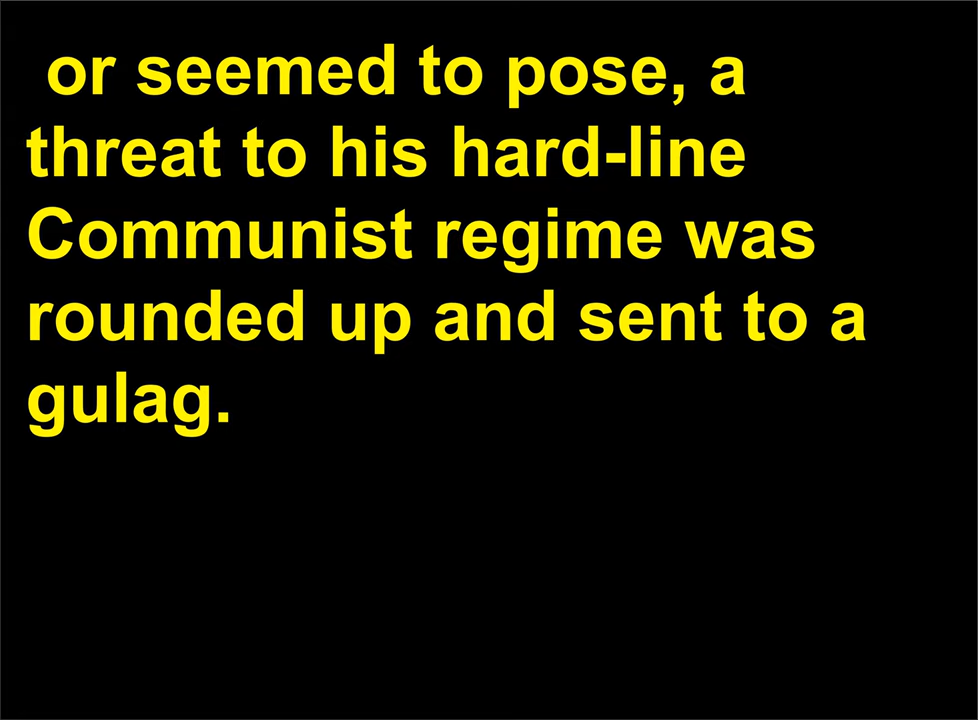 or seemed to pose, a
threat to his hard-line
Communist regime was
rounded up and sent to a
gulag.